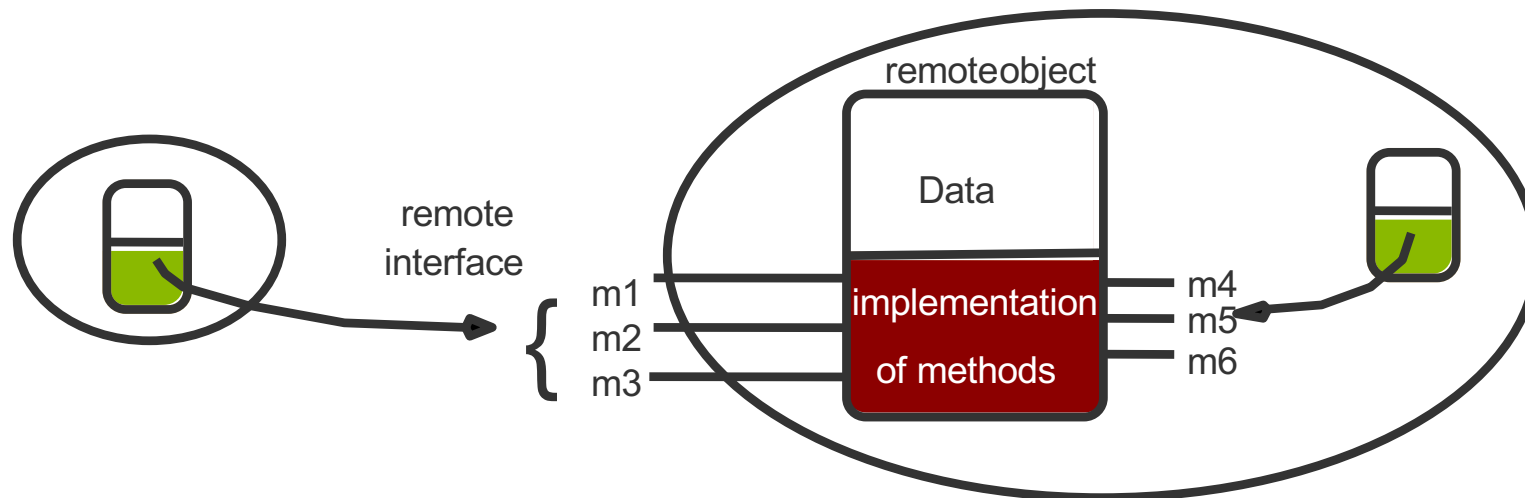 remoteobject
Data
remote
interface
{
m1
m2
m3
implementation
of methods
m4
m5
m6